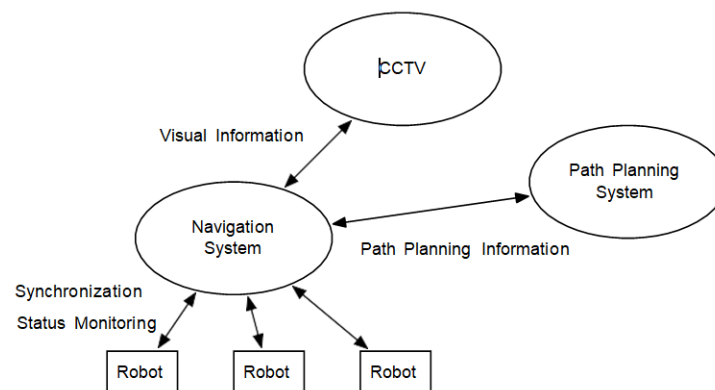 CCTV
Visual Information
Path Planning
System
Navigation
System
Path Planning Information
Synchronization
Status Monitoring
Robot
Robot
Robot